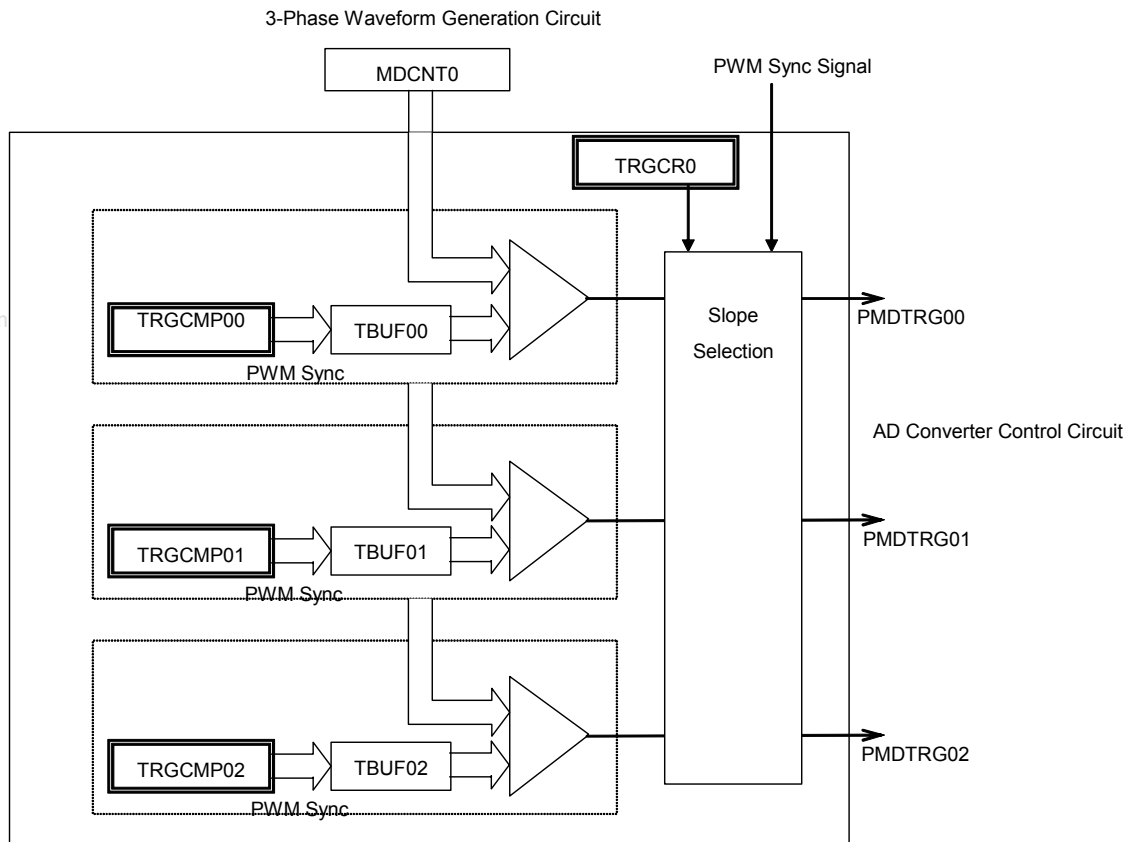 3-Phase Waveform Generation Circuit
MDCNT0
PWM Sync Signal
TRGCR0
TRGCMP00
TBUF00
PWM Sync
Slope
Selection
PMDTRG00
AD Converter Control Circuit
TRGCMP01
TBUF01
PWM Sync
PMDTRG01
TRGCMP02
TBUF02
PWM Sync
PMDTRG02